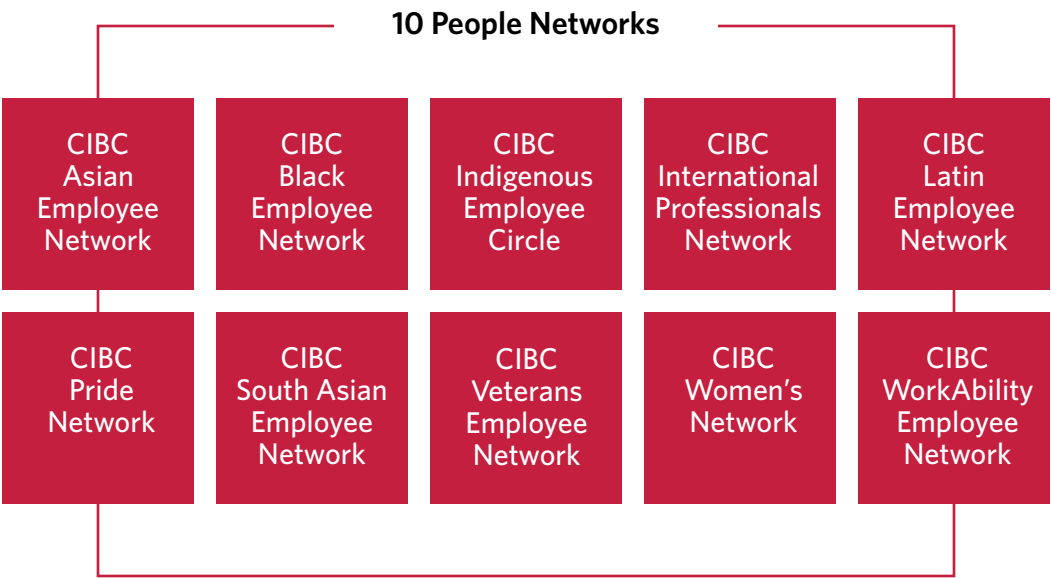 10 People Networks
CIBC
Asian
Employee
Network
CIBC
Black
Employee
Network
CIBC
Indigenous
Employee
Circle
CIBC
International
Professionals
Network
CIBC
Latin
Employee
Network
CIBC
Pride
Network
CIBC
South Asian
Employee
Network
CIBC
Veterans
Employee
Network
CIBC
Women’s
Network
CIBC
WorkAbility
Employee
Network